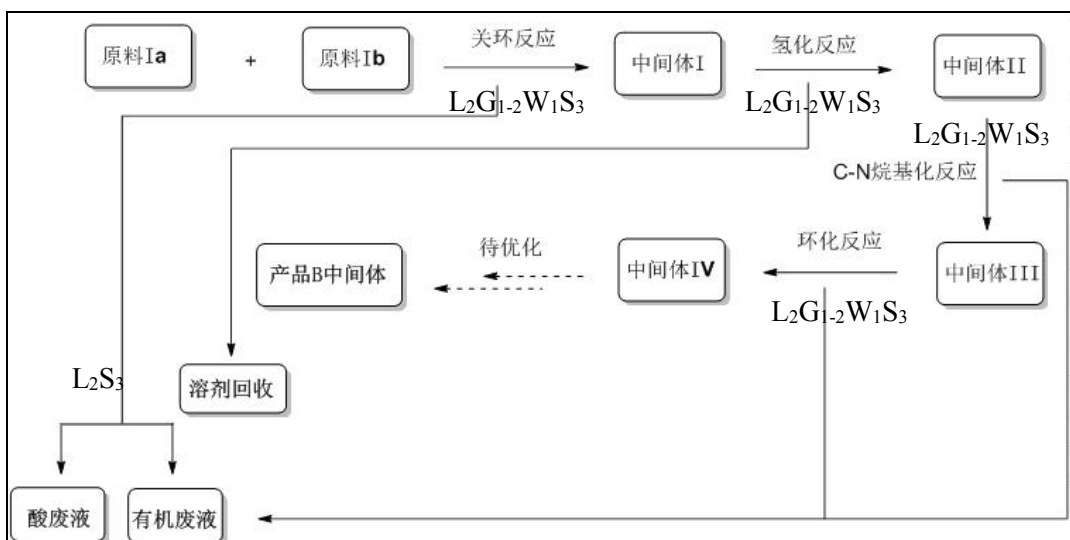 原料Ia + 原料Ib 关环反应 中间体I 氢化反应 中间体II
L₂G₁₋₂W₁S₃ L₂G₁₋₂W₁S₃
L₂G₁₋₂W₁S₃
C-N烷基化反应
产品B中间体 待优化 中间体IV 环化反应 中间体III
L₂G₁₋₂W₁S₃
L₂S₃
溶剂回收
酸废液 有机废液